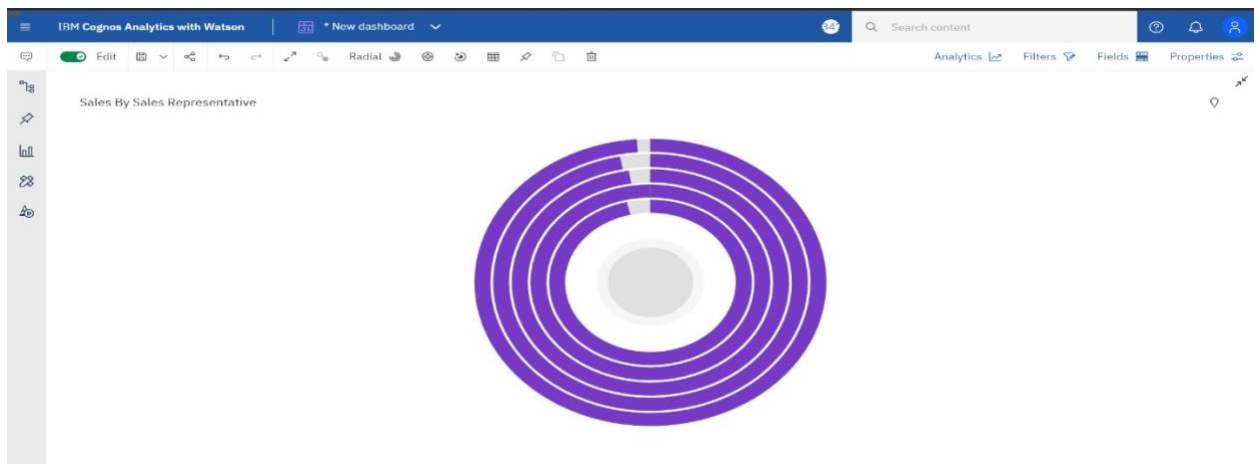 IBM Cognos Analytics with Watson
* New dashboard
Search content
Edit
Radial
Analytics
Filters
Fields
Properties
Sales By Sales Representative